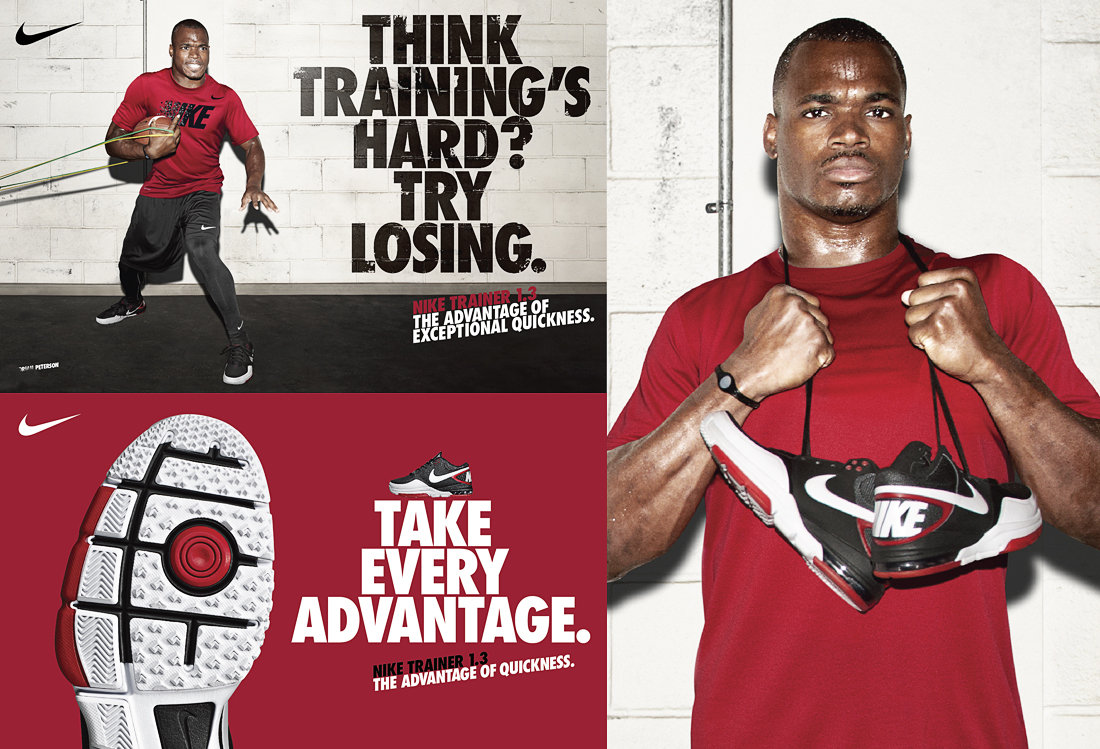 THINK
TRAINING'S
HARD?
TRY
LOSING.
NIKE TRAINER 1.3
THE ADVANTAGE OF
EXCEPTIONAL QUICKNESS.
NIKE
PETERSON
TAKE
EVERY
ADVANTAGE.
NIKE TRAINER 1.3
THE ADVANTAGE OF QUICKNESS.
NIKE